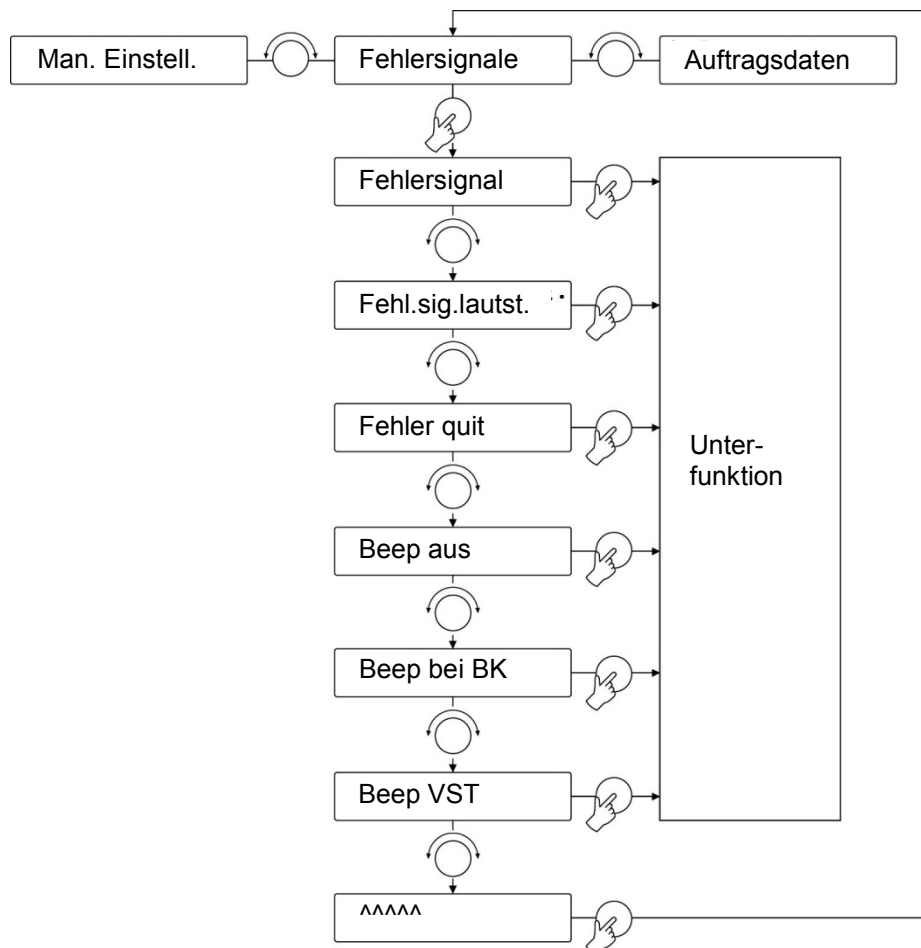 Man. Einstell.
Fehlersignale
Auftragsdaten
Fehlersignal
Fehl.sig.lautst.
Fehler quit
Beep aus
Beep bei BK
Beep VST
^^^^^
Unter-
funktion